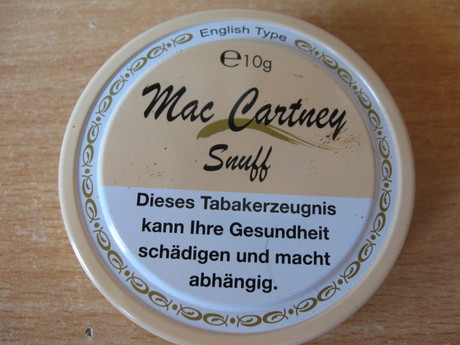 English Type
℮10g
Mac Cartney
Snuff
Dieses Tabakerzeugnis
kann Ihre Gesundheit
schädigen und macht
abhängig.